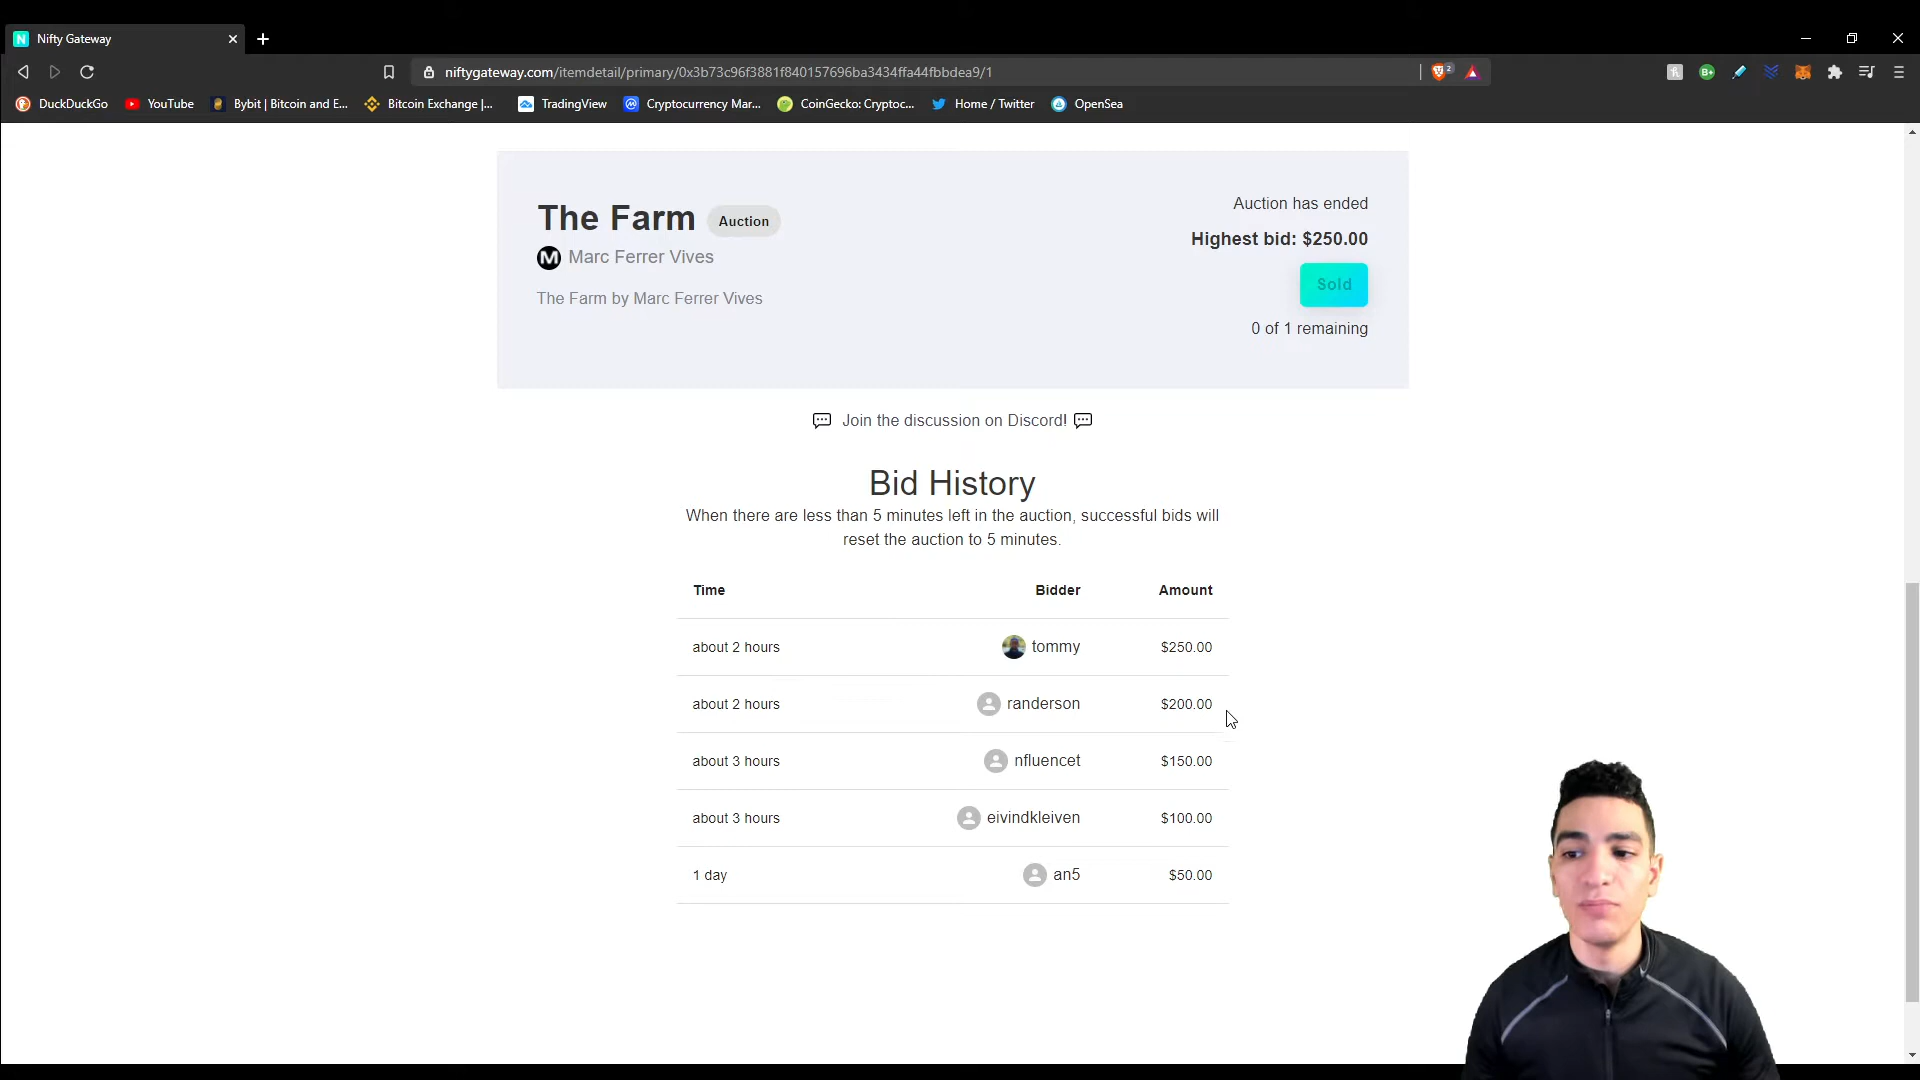 Nifty Gateway
niftygateway.com/itemdetail/primary/0x3b73c96f3881f840157696ba3434ffa44fbbdea9/1
2
B+
DuckDuckGo
YouTube
Bybit | Bitcoin and E...
Bitcoin Exchange |...
TradingView
Cryptocurrency Mar...
CoinGecko: Cryptoc...
Home / Twitter
OpenSea
The Farm
Auction
M Marc Ferrer Vives
The Farm by Marc Ferrer Vives
Auction has ended
Highest bid: $250.00
Sold
0 of 1 remaining
Join the discussion on Discord!
Bid History
When there are less than 5 minutes left in the auction, successful bids will
reset the auction to 5 minutes.
Time Bidder Amount
about 2 hours tommy $250.00
about 2 hours randerson $200.00
about 3 hours nfluencet $150.00
about 3 hours eivindkleiven $100.00
1 day an5 $50.00